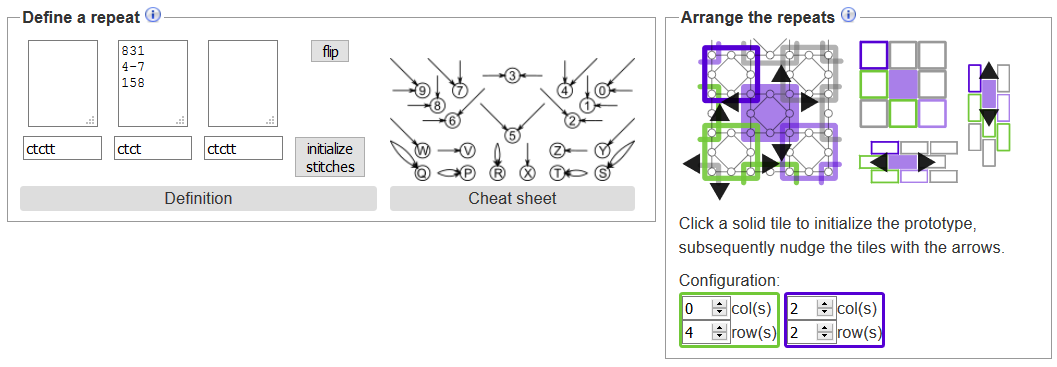 Define a repeat
831
4-7
158
flip
ctctt
ctct
ctctt
initialize
stitches
Definition
9
7
3
4
0
8
1
6
5
2
W
V
Z
Y
Q
P
R
X
T
S
Cheat sheet
Arrange the repeats
Click a solid tile to initialize the prototype,
subsequently nudge the tiles with the arrows.
Configuration:
0 col(s)
4 row(s)
2 col(s)
2 row(s)